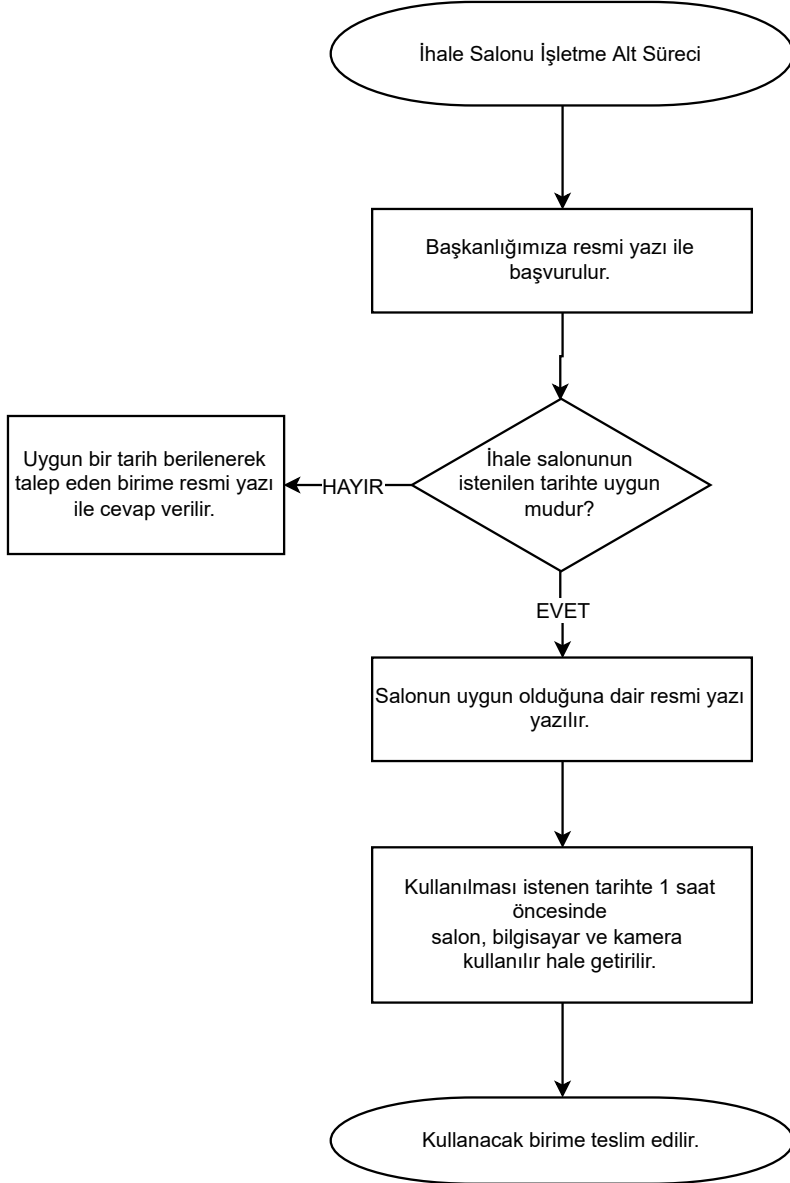 İhale Salonu İşletme Alt Süreci
Başkanlığımıza resmi yazı ile
başvurulur.
İhale salonunun
istenilen tarihte uygun
mudur?
HAYIR
Uygun bir tarih berilenerek
talep eden birime resmi yazı
ile cevap verilir.
EVET
Salonun uygun olduğuna dair resmi yazı
yazılır.
Kullanılması istenen tarihte 1 saat
öncesinde
salon, bilgisayar ve kamera
kullanılır hale getirilir.
Kullanacak birime teslim edilir.